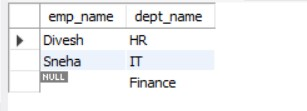 emp_name dept_name
Divesh HR
Sneha IT
NULL Finance